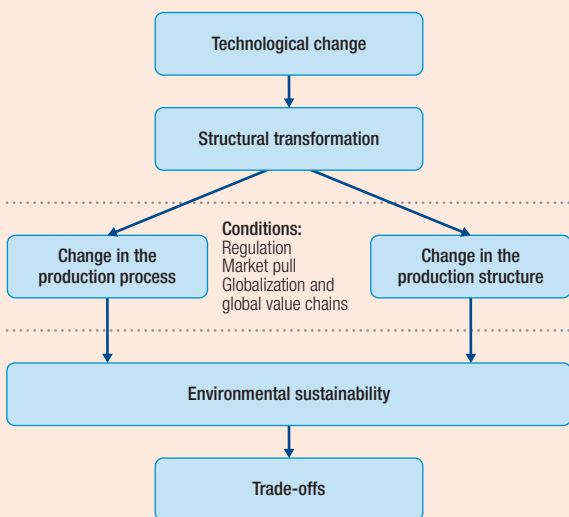 Technological change
Structural transformation
Conditions:
Regulation
Market pull
Globalization and
global value chains
Change in the
production process
Change in the
production structure
Environmental sustainability
Trade-offs